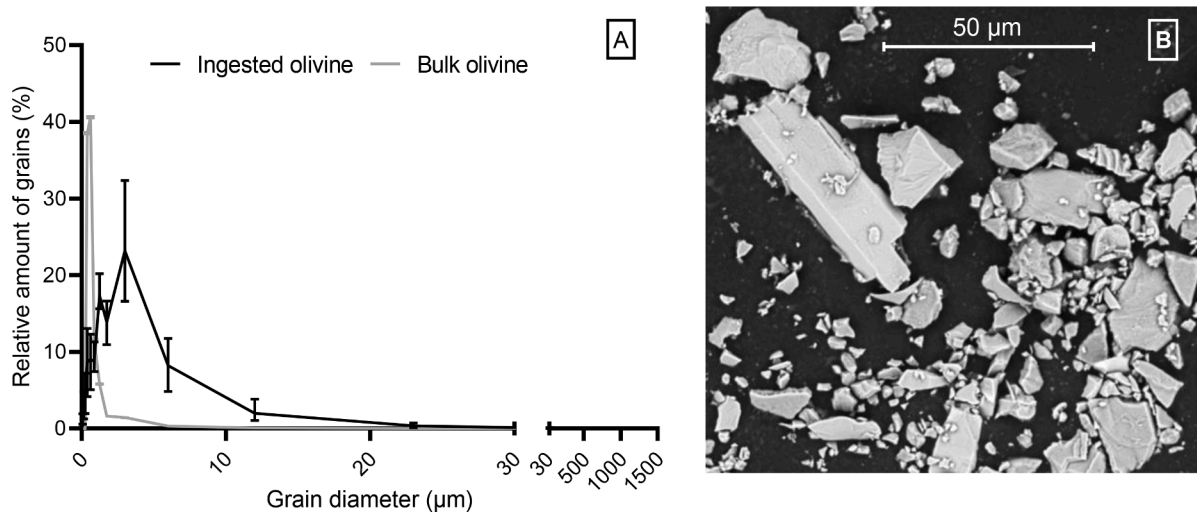 A
Ingested olivine
Bulk olivine
Relative amount of grains (%)
50
40
30
20
10
0
0
10
20
30
30
500
1000
1500
Grain diameter (µm)
50 µm
B